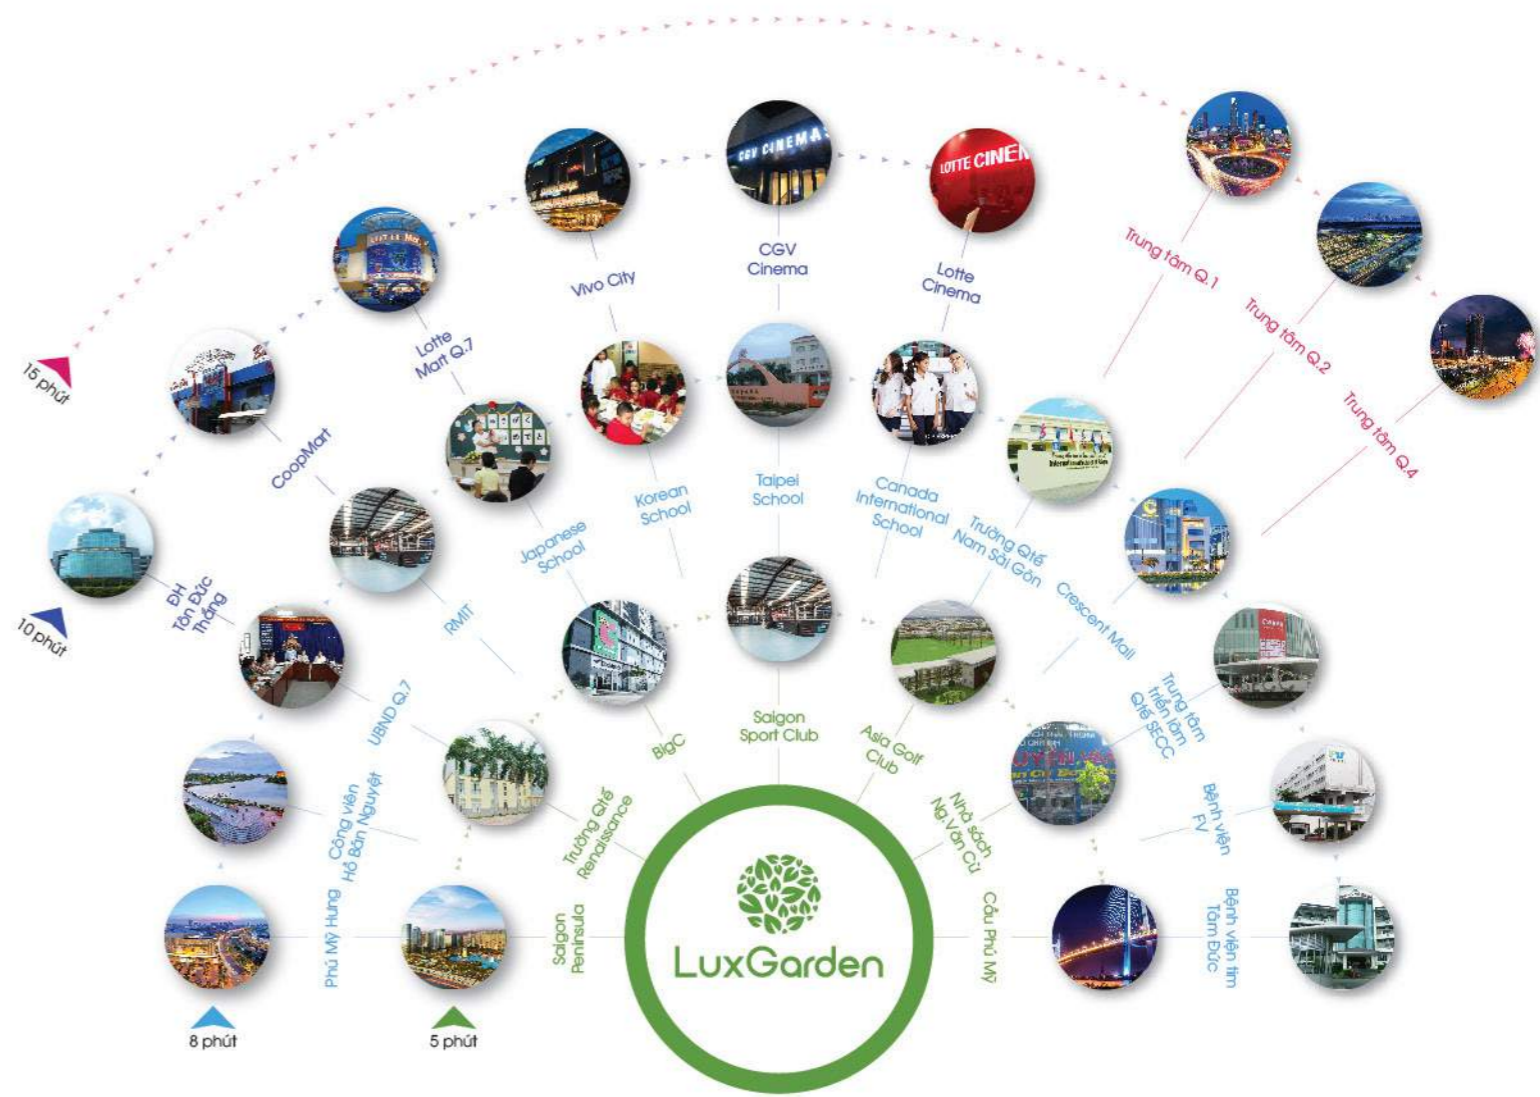 CGV CINEMAS
LOTTE CINEM
Trung tâm Q.1
Trung tâm Q.2
Trung tâm Q.4
15 phút
CGV
Cinema
Lotte
Cinema
Vivo City
Lotte
Mart Q.7
CoopMart
ĐH
Tôn Đức
Thắng
10 phút
Phú Mỹ Hưng
Công viên
Hồ Bán Nguyệt
UBND Q.7
RMIT
Japanese
School
Korean
School
Taipei
School
Canada
International
School
Trường Qtế
Nam Sài Gòn
Crescent Mall
Trung tâm
triển lãm
Qtế SECC
Bệnh viện
FV
Bệnh viện tim
Tâm Đức
8 phút
Saigon
Peninsula
Trường Qtế
Renaissance
BigC
Saigon
Sport Club
Asia Golf
Club
Nhà sách
Ng.Văn Cừ
Cầu Phú Mỹ
5 phút
LuxGarden